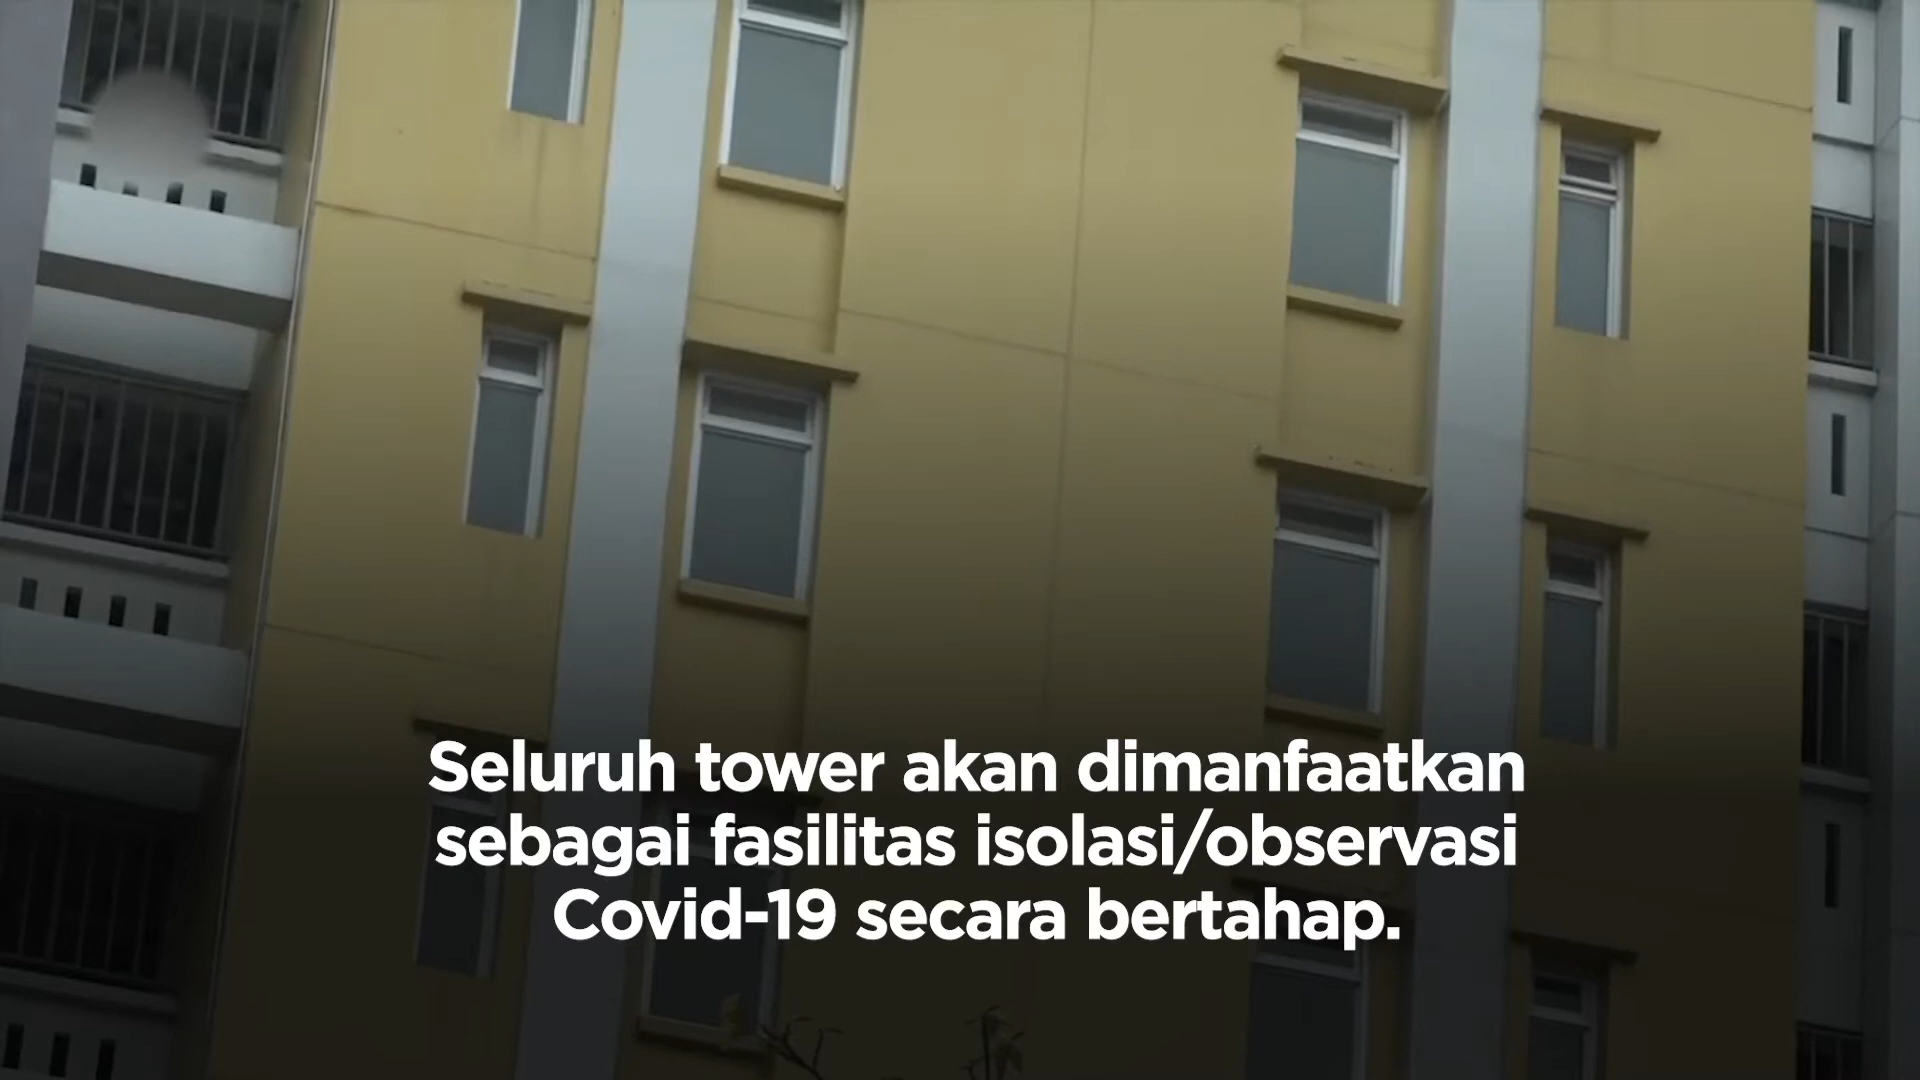 Seluruh tower akan dimanfaatkan
sebagai fasilitas isolasi/observasi
Covid-19 secara bertahap.